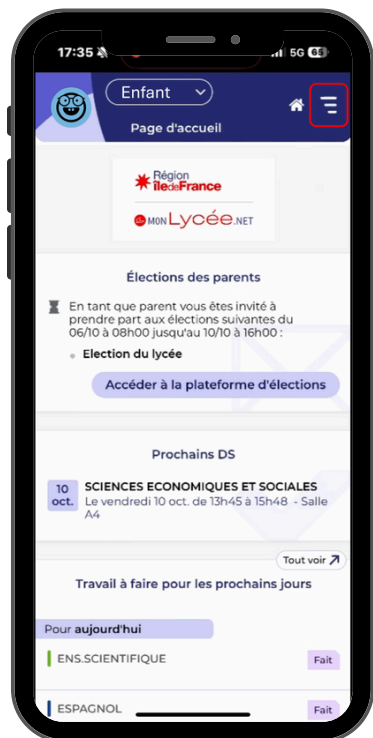 17:35 5G 65
Enfant
Page d'accueil
Région
îledeFrance
MON LYCÉE.NET
Élections des parents
En tant que parent vous êtes invité à
prendre part aux élections suivantes du
06/10 à 08h00 jusqu'au 10/10 à 16h00 :
Election du lycée
Accéder à la plateforme d'élections
Prochains DS
10
oct.
SCIENCES ECONOMIQUES ET SOCIALES
Le vendredi 10 oct. de 13h45 à 15h48 - Salle
A4
Tout voir
Travail à faire pour les prochains jours
Pour aujourd'hui
ENS.SCIENTIFIQUE Fait
ESPAGNOL Fait